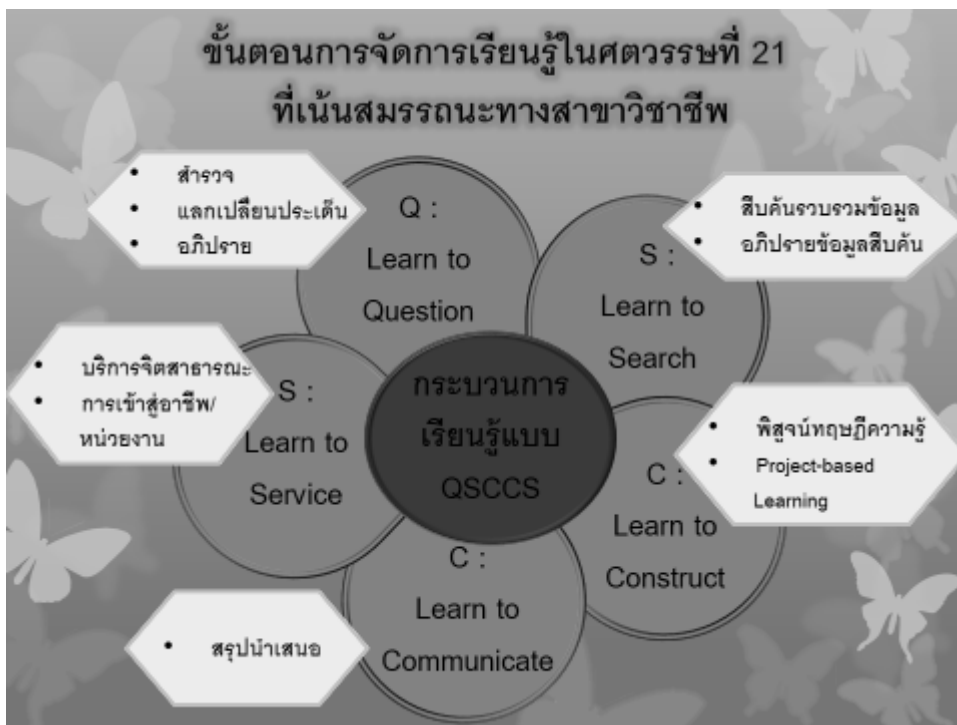 ขั้นตอนการจัดการเรียนรู้ในศตวรรษที่ 21
ที่เน้นสมรรถนะทางสาขาวิชาชีพ
• สำรวจ
• แลกเปลี่ยนประเด็น
• อภิปราย
Q :
Learn to
Question
• สืบค้นรวบรวมข้อมูล
• อภิปรายข้อมูลสืบค้น
S :
Learn to
Search
• พิสูจน์ทฤษฎีความรู้
• Project-based
Learning
C :
Learn to
Construct
C :
Learn to
Communicate
• สรุปนำเสนอ
• บริการจิตสาธารณะ
• การเข้าสู่อาชีพ/
หน่วยงาน
S :
Learn to
Service
กระบวนการ
เรียนรู้แบบ
QSCCS